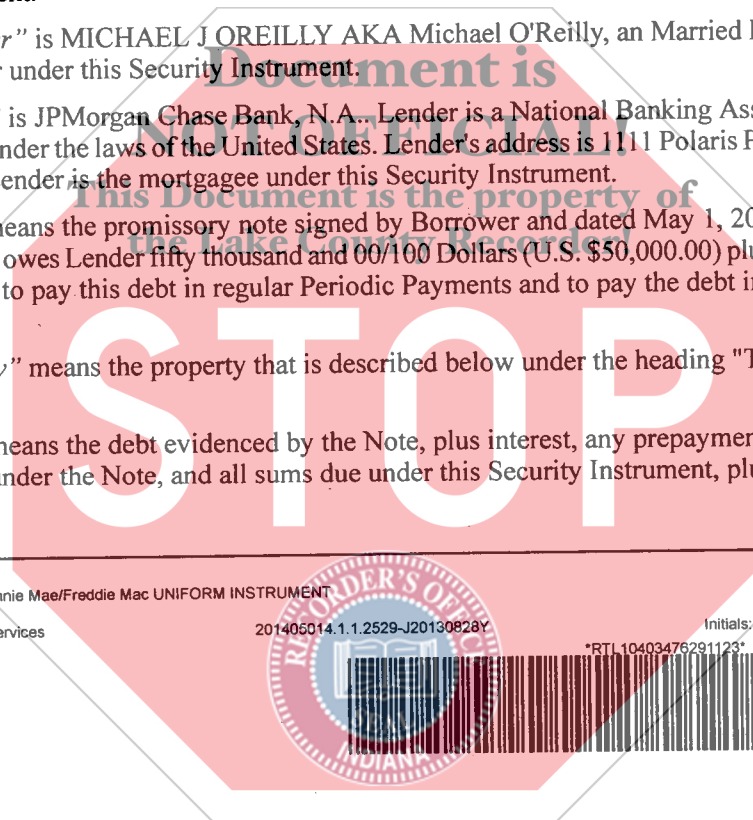 r” is MICHAEL J OREILLY AKA Michael O'Reilly, an Married
under this Security Instrument.
Document is
” is JPMorgan Chase Bank, N.A.. Lender is a National Banking Ass
NOT OFFICIAL!
nder the laws of the United States. Lender's address is 1111 Polaris P
ender is the mortgagee under this Security Instrument.
This Document is the property of
eans the promissory note signed by Borrower and dated May 1, 20
the Lake County Recorder!
owes Lender fifty thousand and 00/100 Dollars (U.S. $50,000.00) plu
to pay this debt in regular Periodic Payments and to pay the debt in
STOP
” means the property that is described below under the heading "T
eans the debt evidenced by the Note, plus interest, any prepaymen
nder the Note, and all sums due under this Security Instrument, plu
nnie Mae/Freddie Mac UNIFORM INSTRUMENT
ervices
201405014.1.1.2529-J20130828Y
Initials:
*RTL10403476291123*
RECORDER'S OFFICE
SEAL
INDIANA